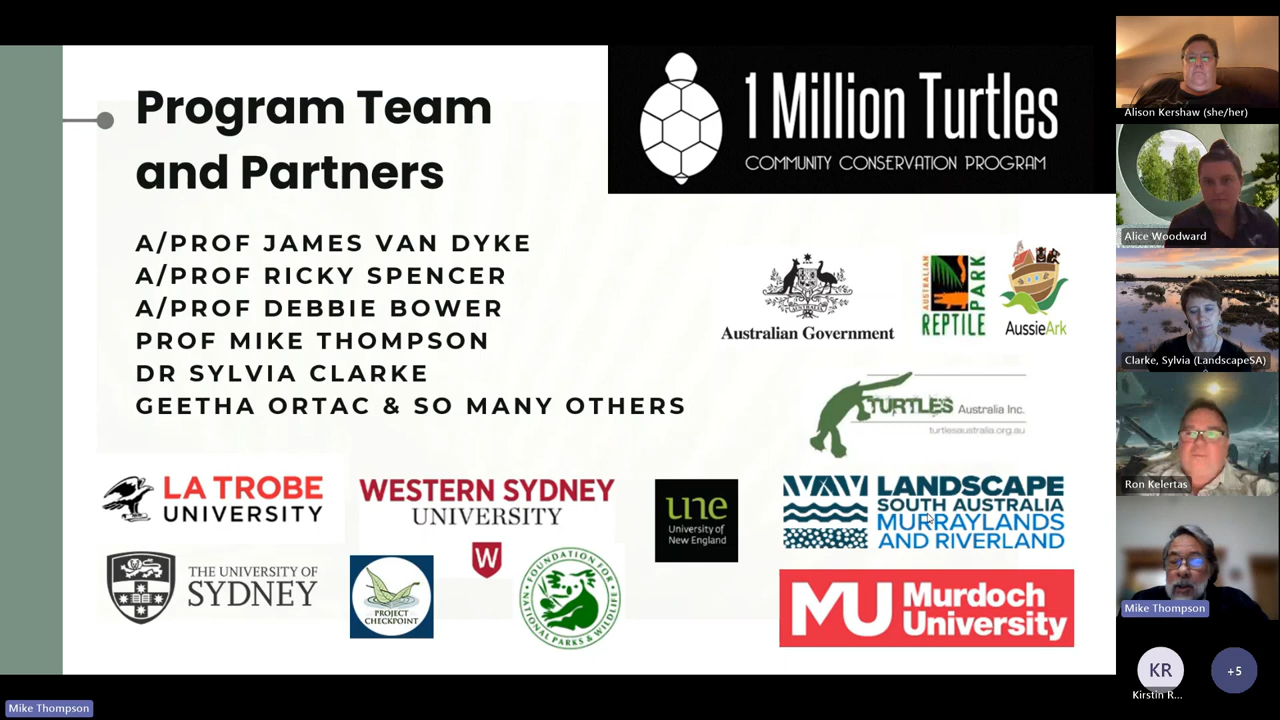 Program Team
and Partners
1 Million Turtles
COMMUNITY CONSERVATION PROGRAM
A/PROF JAMES VAN DYKE
A/PROF RICKY SPENCER
A/PROF DEBBIE BOWER
PROF MIKE THOMPSON
DR SYLVIA CLARKE
GEETHA ORTAC & SO MANY OTHERS
Australian Government
AUSTRALIAN
REPTILE
PARK
AussieArk
TURTLES Australia Inc.
turtlesaustralia.org.au
LA TROBE
UNIVERSITY
WESTERN SYDNEY
UNIVERSITY
W
une
University of
New England
LANDSCAPE
SOUTH AUSTRALIA
MURRAYLANDS
AND RIVERLAND
THE UNIVERSITY OF
SYDNEY
PROJECT
CHECKPOINT
FOUNDATION FOR
NATIONAL PARKS & WILDLIFE
MU Murdoch
University
Alison Kershaw (she/her)
Alice Woodward
Clarke, Sylvia (LandscapeSA)
Ron Kelertas
Mike Thompson
KR
Kirstin R...
+5
Mike Thompson